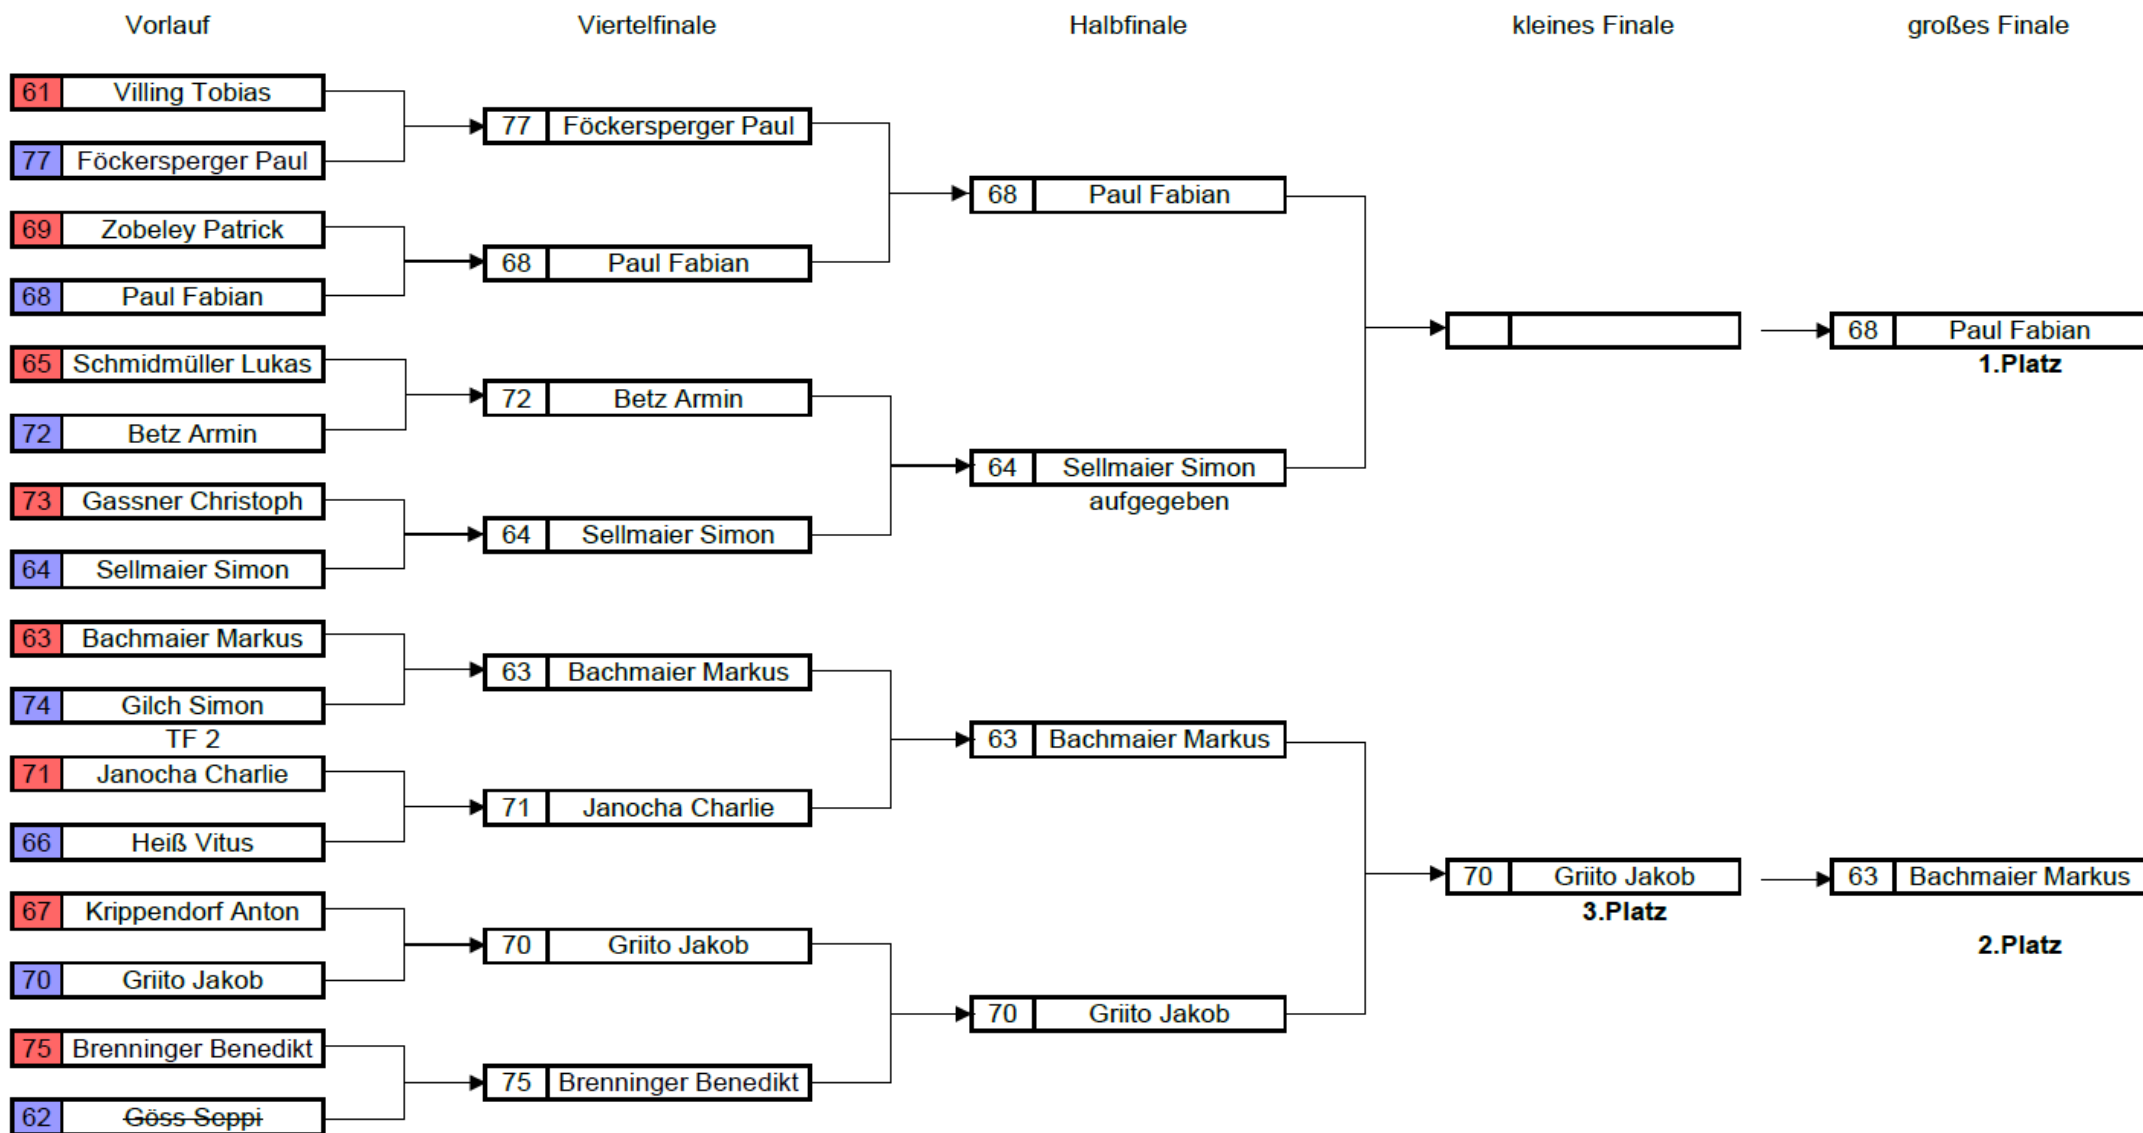 Vorlauf Viertelfinale Halbfinale kleines Finale großes Finale
61 Villing Tobias
77 Föckersperger Paul
77 Föckersperger Paul
68 Paul Fabian
69 Zobeley Patrick
68 Paul Fabian
68 Paul Fabian
68 Paul Fabian
1.Platz
65 Schmidmüller Lukas
72 Betz Armin
72 Betz Armin
64 Sellmaier Simon
aufgegeben
73 Gassner Christoph
64 Sellmaier Simon
64 Sellmaier Simon
63 Bachmaier Markus
63 Bachmaier Markus
74 Gilch Simon
TF 2
63 Bachmaier Markus
71 Janocha Charlie
71 Janocha Charlie
66 Heiß Vitus
70 Griito Jakob
3.Platz
63 Bachmaier Markus
2.Platz
67 Krippendorf Anton
70 Griito Jakob
70 Griito Jakob
70 Griito Jakob
75 Brenninger Benedikt
75 Brenninger Benedikt
62 Göss Seppi